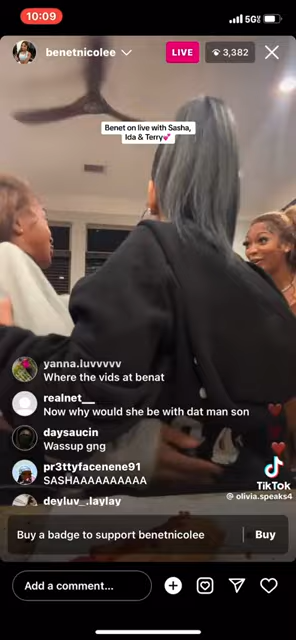 10:09
5G
benetnicolee
LIVE
3,382
Benet on live with Sasha,
Ida & Terry💕
yanna.luvvvvv
Where the vids at benat
realnet__
Now why would she be with dat man son
daysaucin
Wassup gng
pr3ttyfacenene91
SASHAAAAAAAAAA
deyluv_.laylay
TikTok
@ olivia.speaks4
Buy a badge to support benetnicolee
Buy
Add a comment...